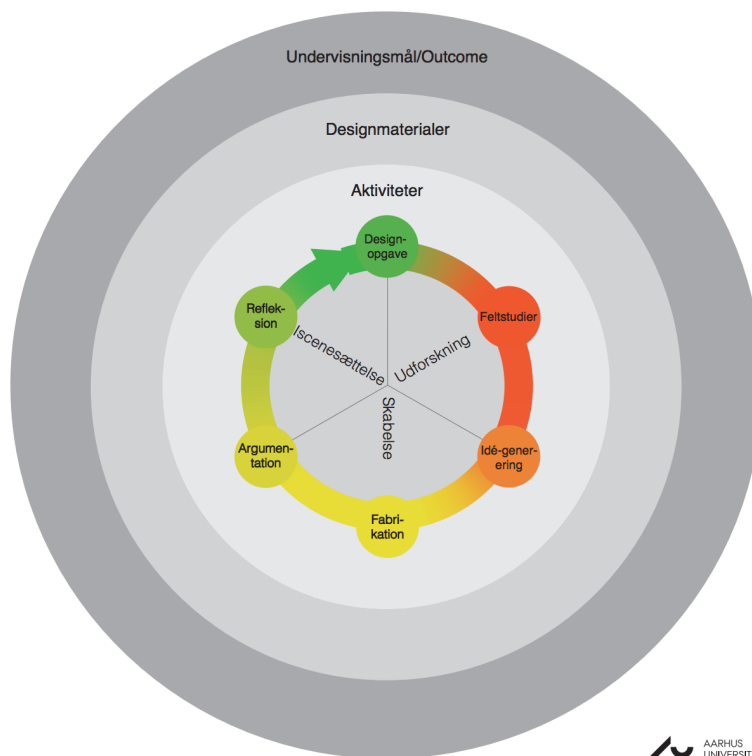 Undervisningsmål/Outcome
Designmaterialer
Aktiviteter
Design-
opgave
Reflek-
sion
Feltstudier
Iscenesættelse
Udforskning
Skabelse
Argumen-
tation
Idé-gener-
ering
Fabri-
kation
AARHUS
UNIVERSIT